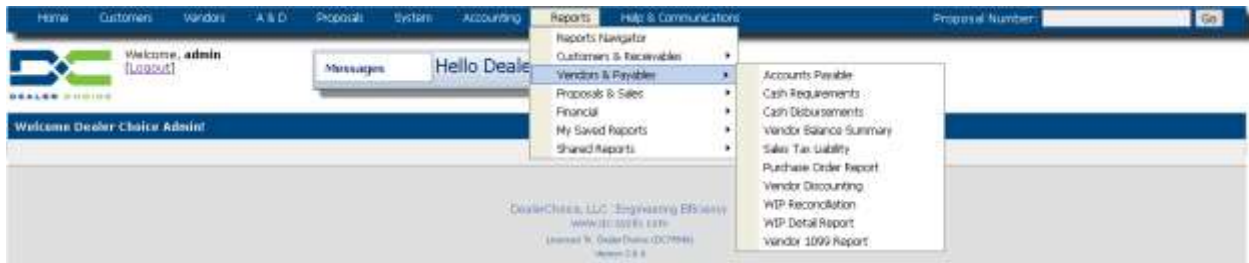 Home Customers Vendors A & D Proposals System Accounting Reports Help & Communications Proposal Number: Go
Welcome, admin
[Logout]
DEALER CHOICE
Messages
Hello Deale
Welcome Dealer Choice Admin!
Reports Navigator
Customers & Receivables
Vendors & Payables
Proposals & Sales
Financial
My Saved Reports
Shared Reports
Accounts Payable
Cash Requirements
Cash Disbursements
Vendor Balance Summary
Sales Tax Liability
Purchase Order Report
Vendor Discounting
WIP Reconciliation
WIP Detail Report
Vendor 1099 Report
DealerChoice, LLC Engineering Efficiency